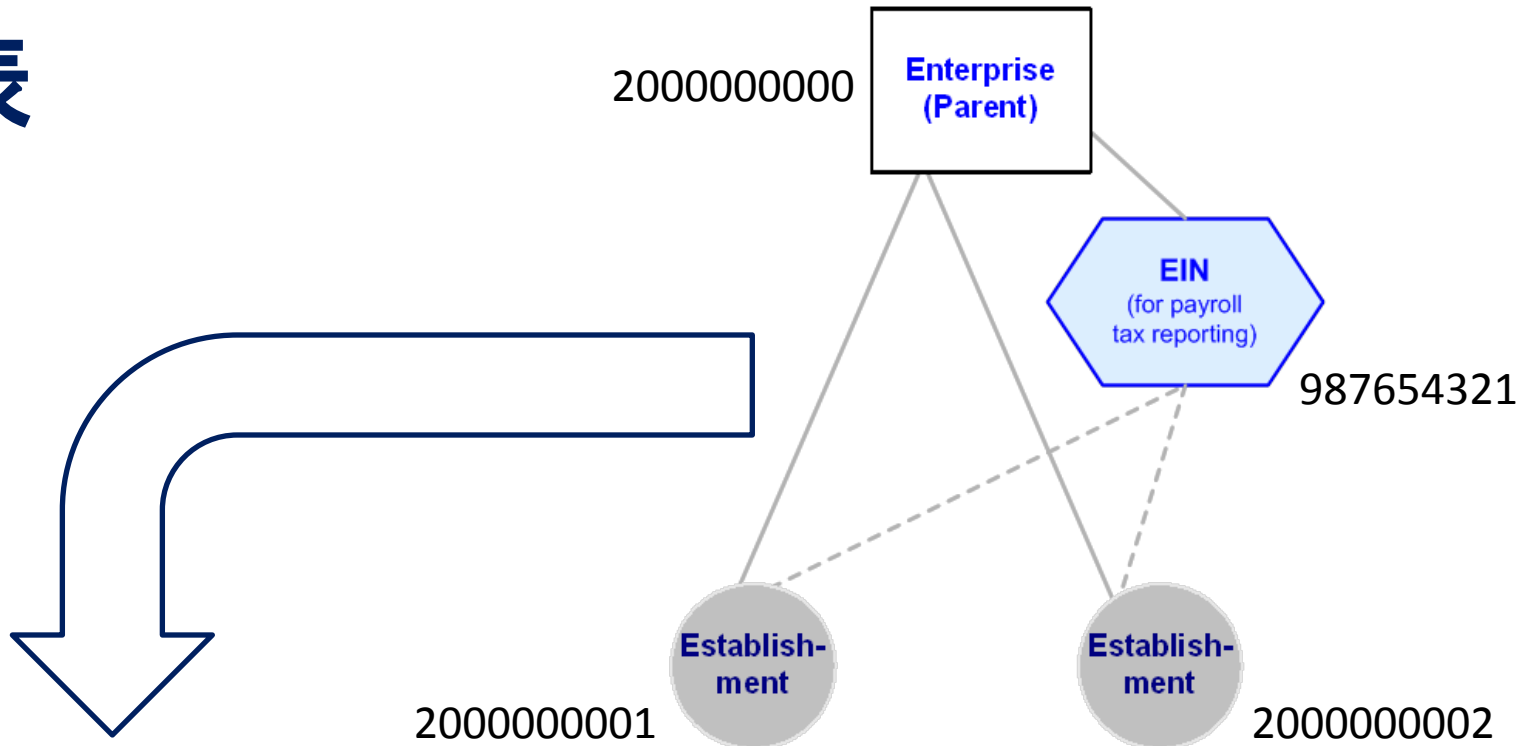 2000000000
Enterprise
(Parent)
EIN
(for payroll
tax reporting)
987654321
Establish-
ment
2000000001
Establish-
ment
2000000002